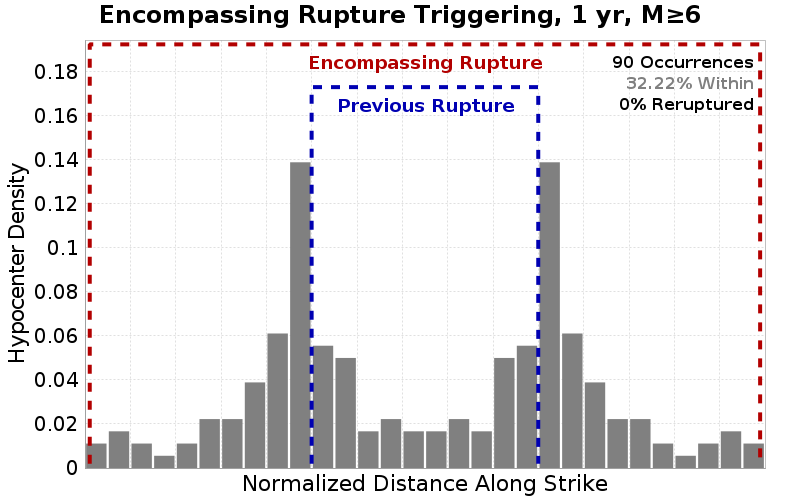 Encompassing Rupture Triggering, 1 yr, M≥6
Encompassing Rupture
90 Occurrences
32.22% Within
0% Reruptured
Previous Rupture
Hypocenter Density
0.18
0.16
0.14
0.12
0.1
0.08
0.06
0.04
0.02
0
Normalized Distance Along Strike